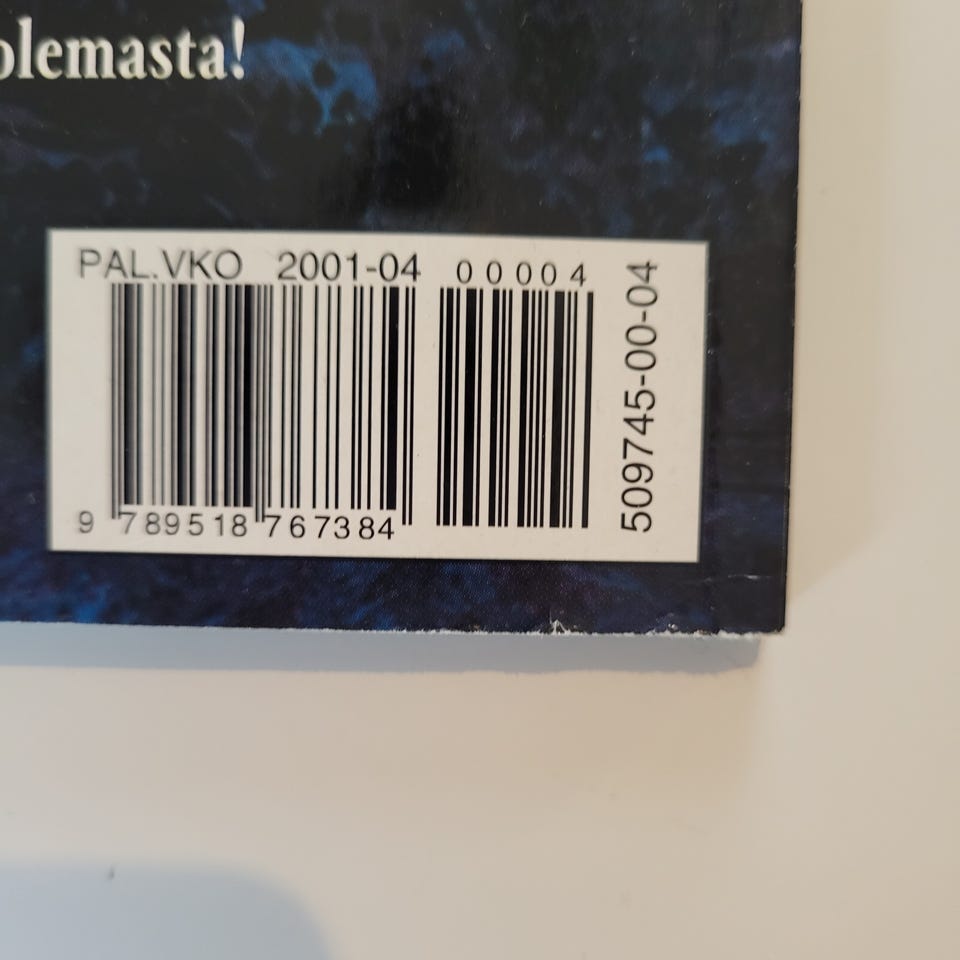 olemasta!
PAL.VKO 2001-04 00004
9 789518 767384
509745-00-04